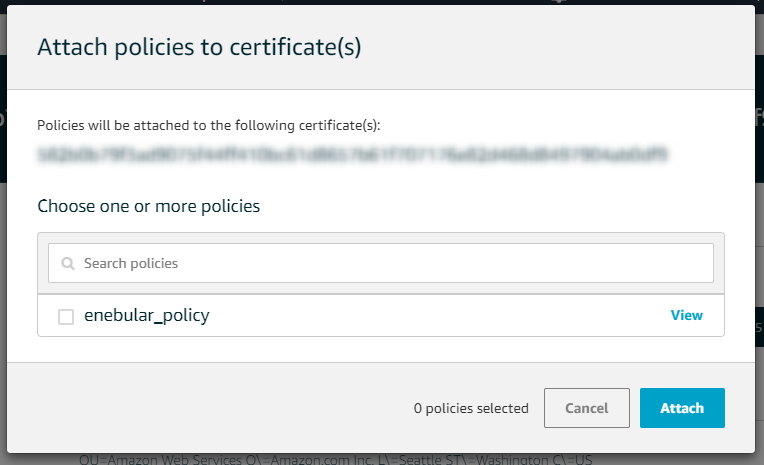 Attach policies to certificate(s)
Policies will be attached to the following certificate(s):
Choose one or more policies
Search policies
enebular_policy View
0 policies selected Cancel Attach
OU=Amazon Web Services O\=Amazon.com Inc. L\=Seattle ST\=Washington C\=US